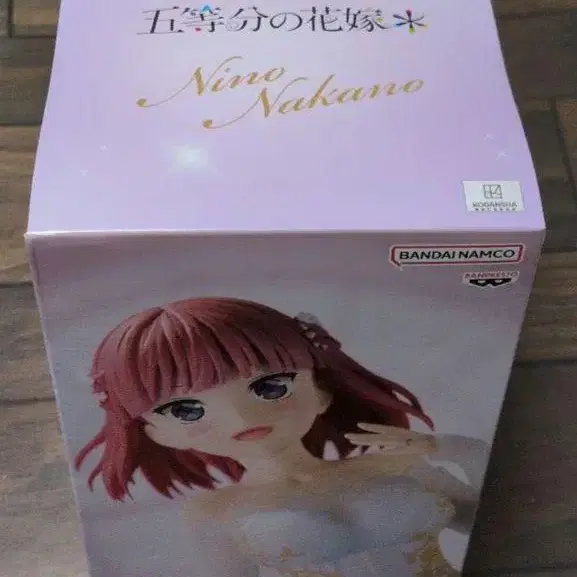 五等分の花嫁*
Nino
Nakano
KODANSHA
BANDAI NAMCO
BANPRESTO